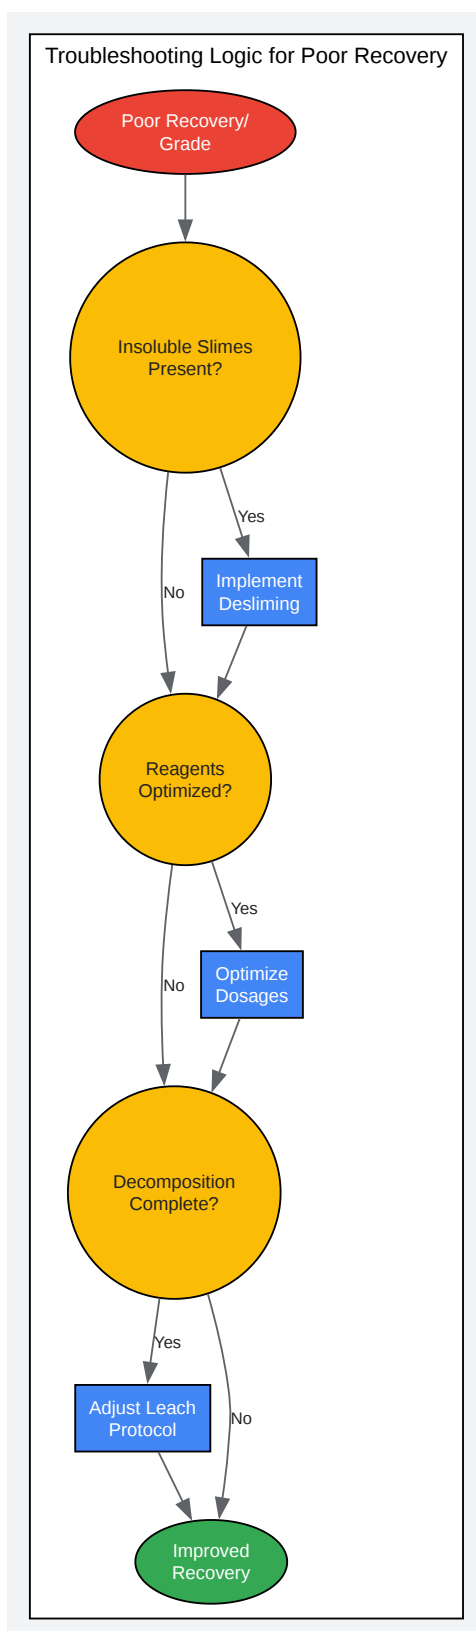 Troubleshooting Logic for Poor Recovery
Poor Recovery/
Grade
Insoluble Slimes
Present?
Yes
No
Implement
Desliming
Reagents
Optimized?
Yes
No
Optimize
Dosages
Decomposition
Complete?
Yes
No
Adjust Leach
Protocol
Improved
Recovery